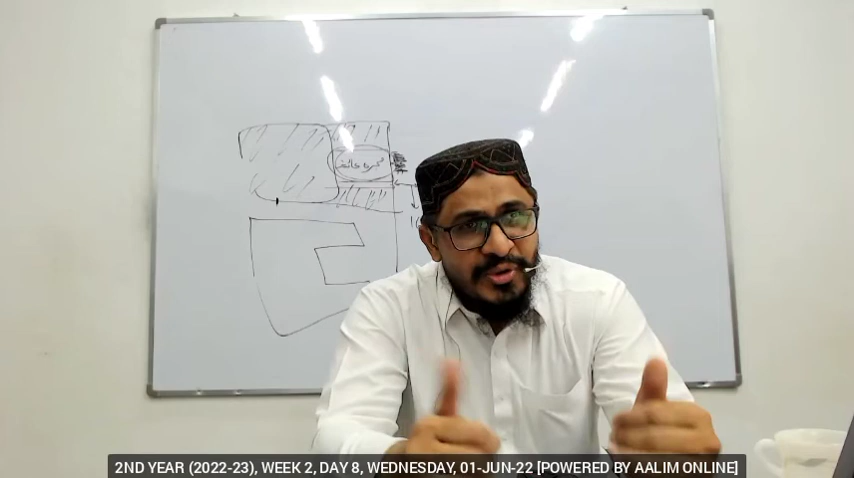 2ND YEAR (2022-23), WEEK 2, DAY 8, WEDNESDAY, 01-JUN-22 [POWERED BY AALIM ONLINE]